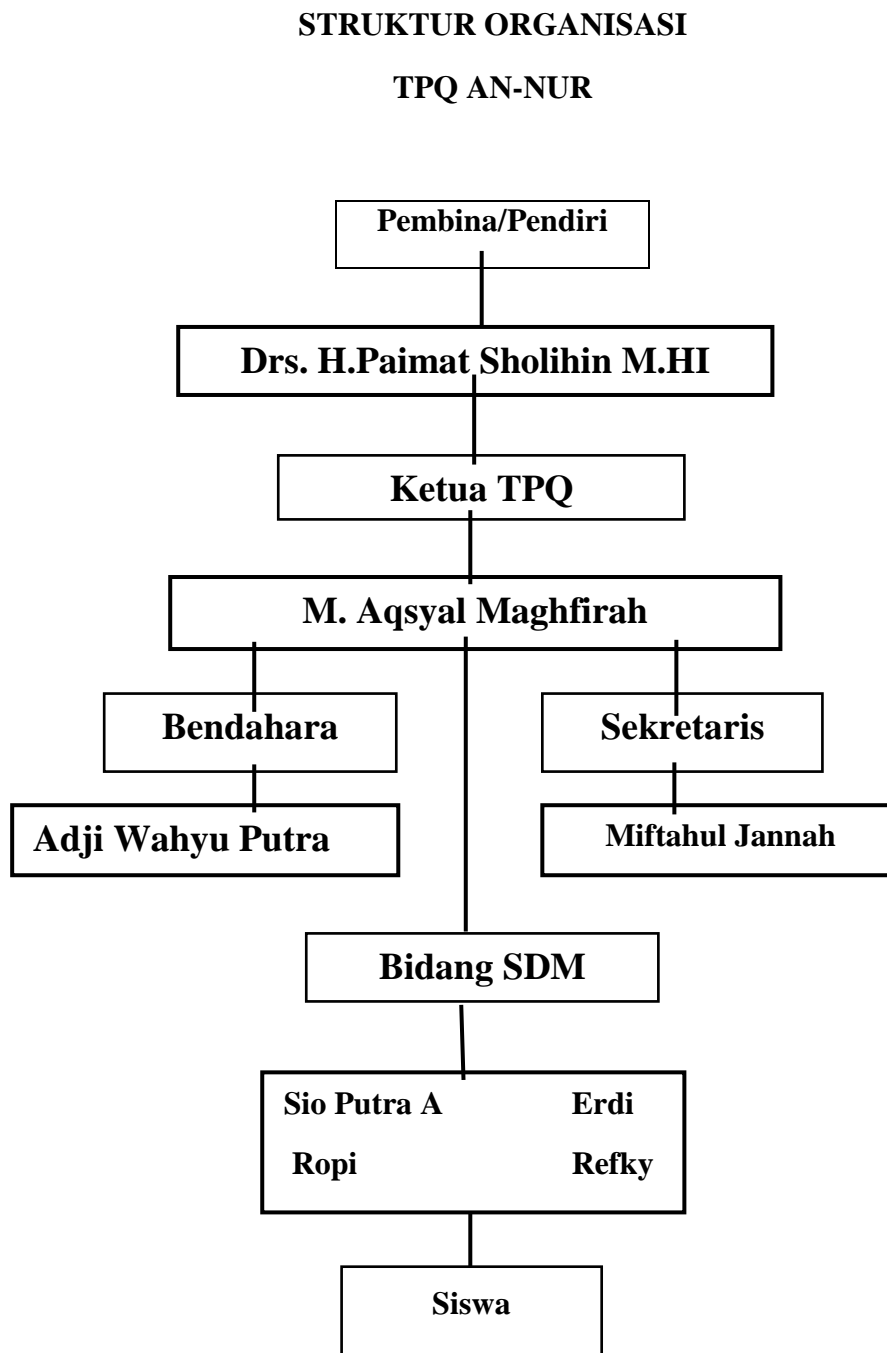 STRUKTUR ORGANISASI
TPQ AN-NUR
Pembina/Pendiri
Drs. H.Paimat Sholihin M.HI
Ketua TPQ
M. Aqsyal Maghfirah
Bendahara
Sekretaris
Adji Wahyu Putra
Miftahul Jannah
Bidang SDM
Sio Putra A Erdi
Ropi Refky
Siswa